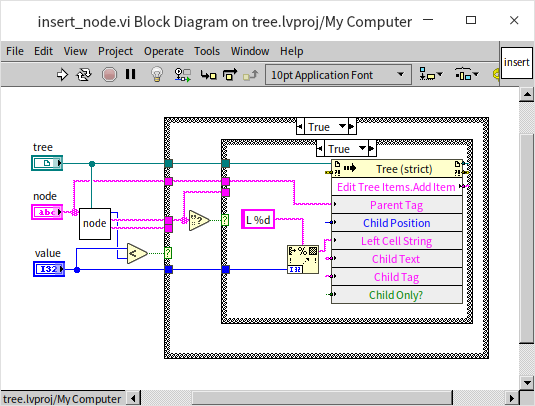 insert_node.vi Block Diagram on tree.lvproj/My Computer
File Edit View Project Operate Tools Window Help
insert
10pt Application Font
True
True
tree
Tree (strict)
Edit Tree Items.Add Item
node
abc
Parent Tag
node
?
L %d
Child Position
Left Cell String
value
<
?
%
Child Text
I32
I32
Child Tag
Child Only?
tree.lvproj/My Computer